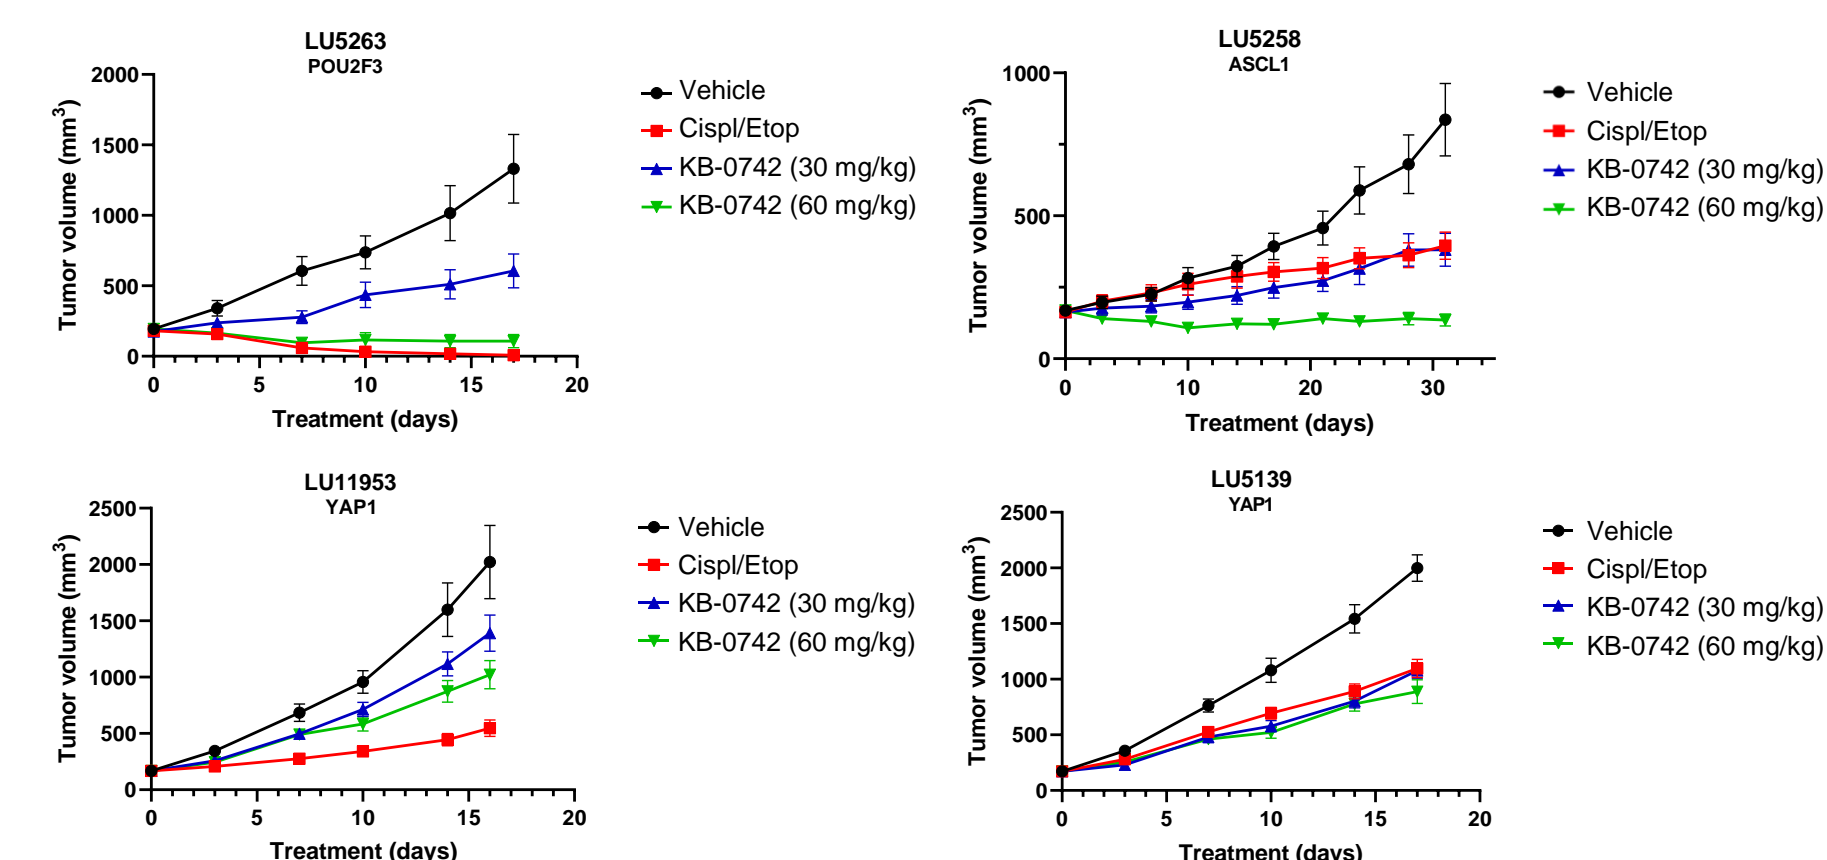 LU5263
POU2F3
2000
1500
1000
500
0
0 5 10 15 20
Tumor volume (mm³)
Treatment (days)
Vehicle
Cispl/Etop
KB-0742 (30 mg/kg)
KB-0742 (60 mg/kg)
LU5258
ASCL1
1000
500
0
0 10 20 30
Tumor volume (mm³)
Treatment (days)
Vehicle
Cispl/Etop
KB-0742 (30 mg/kg)
KB-0742 (60 mg/kg)
LU11953
YAP1
2500
2000
1500
1000
500
0
0 5 10 15 20
Tumor volume (mm³)
Treatment (days)
Vehicle
Cispl/Etop
KB-0742 (30 mg/kg)
KB-0742 (60 mg/kg)
LU5139
YAP1
2500
2000
1500
1000
500
0
0 5 10 15 20
Tumor volume (mm³)
Treatment (days)
Vehicle
Cispl/Etop
KB-0742 (30 mg/kg)
KB-0742 (60 mg/kg)